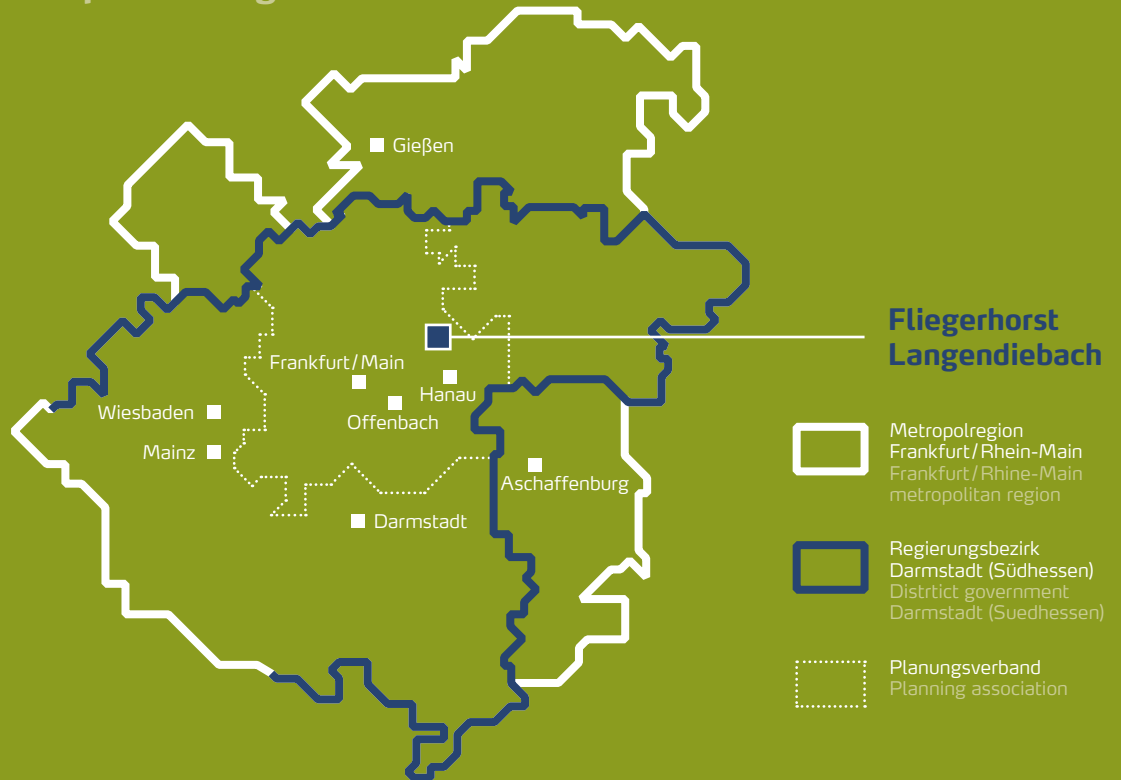 Gießen
Frankfurt/Main
Hanau
Wiesbaden
Offenbach
Mainz
Aschaffenburg
Darmstadt
Fliegerhorst
Langendiebach
Metropolregion
Frankfurt/Rhein-Main
Frankfurt/Rhine-Main
metropolitan region
Regierungsbezirk
Darmstadt (Südhessen)
Distrtict government
Darmstadt (Suedhessen)
Planungsverband
Planning association